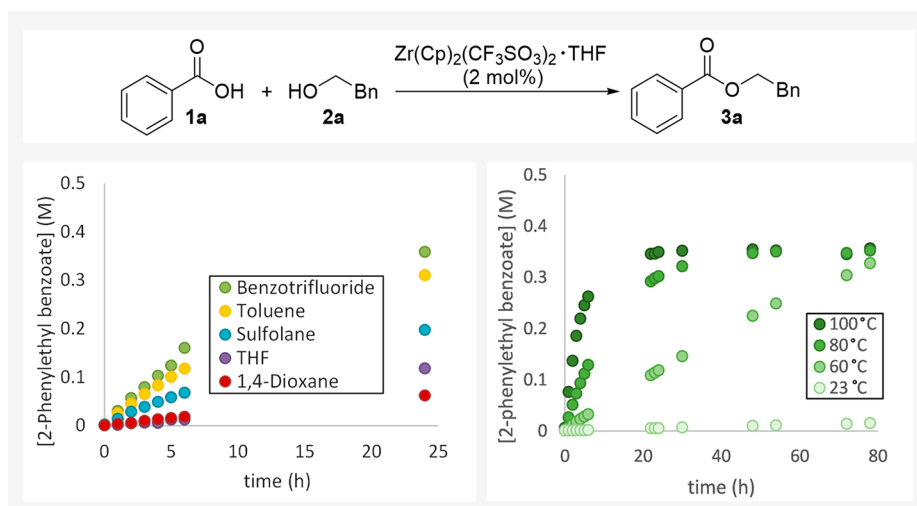 Zr(Cp)₂(CF₃SO₃)₂·THF
(2 mol%)
O
OH
1a
+
HO
Bn
2a
O
O
Bn
3a
[2-Phenylethyl benzoate] (M)
0.5
0.4
0.3
0.2
0.1
0
0 5 10 15 20 25
time (h)
Benzotrifluoride
Toluene
Sulfolane
THF
1,4-Dioxane
[2-phenylethyl benzoate] (M)
0.5
0.4
0.3
0.2
0.1
0
0 20 40 60 80
time (h)
100°C
80°C
60°C
23°C